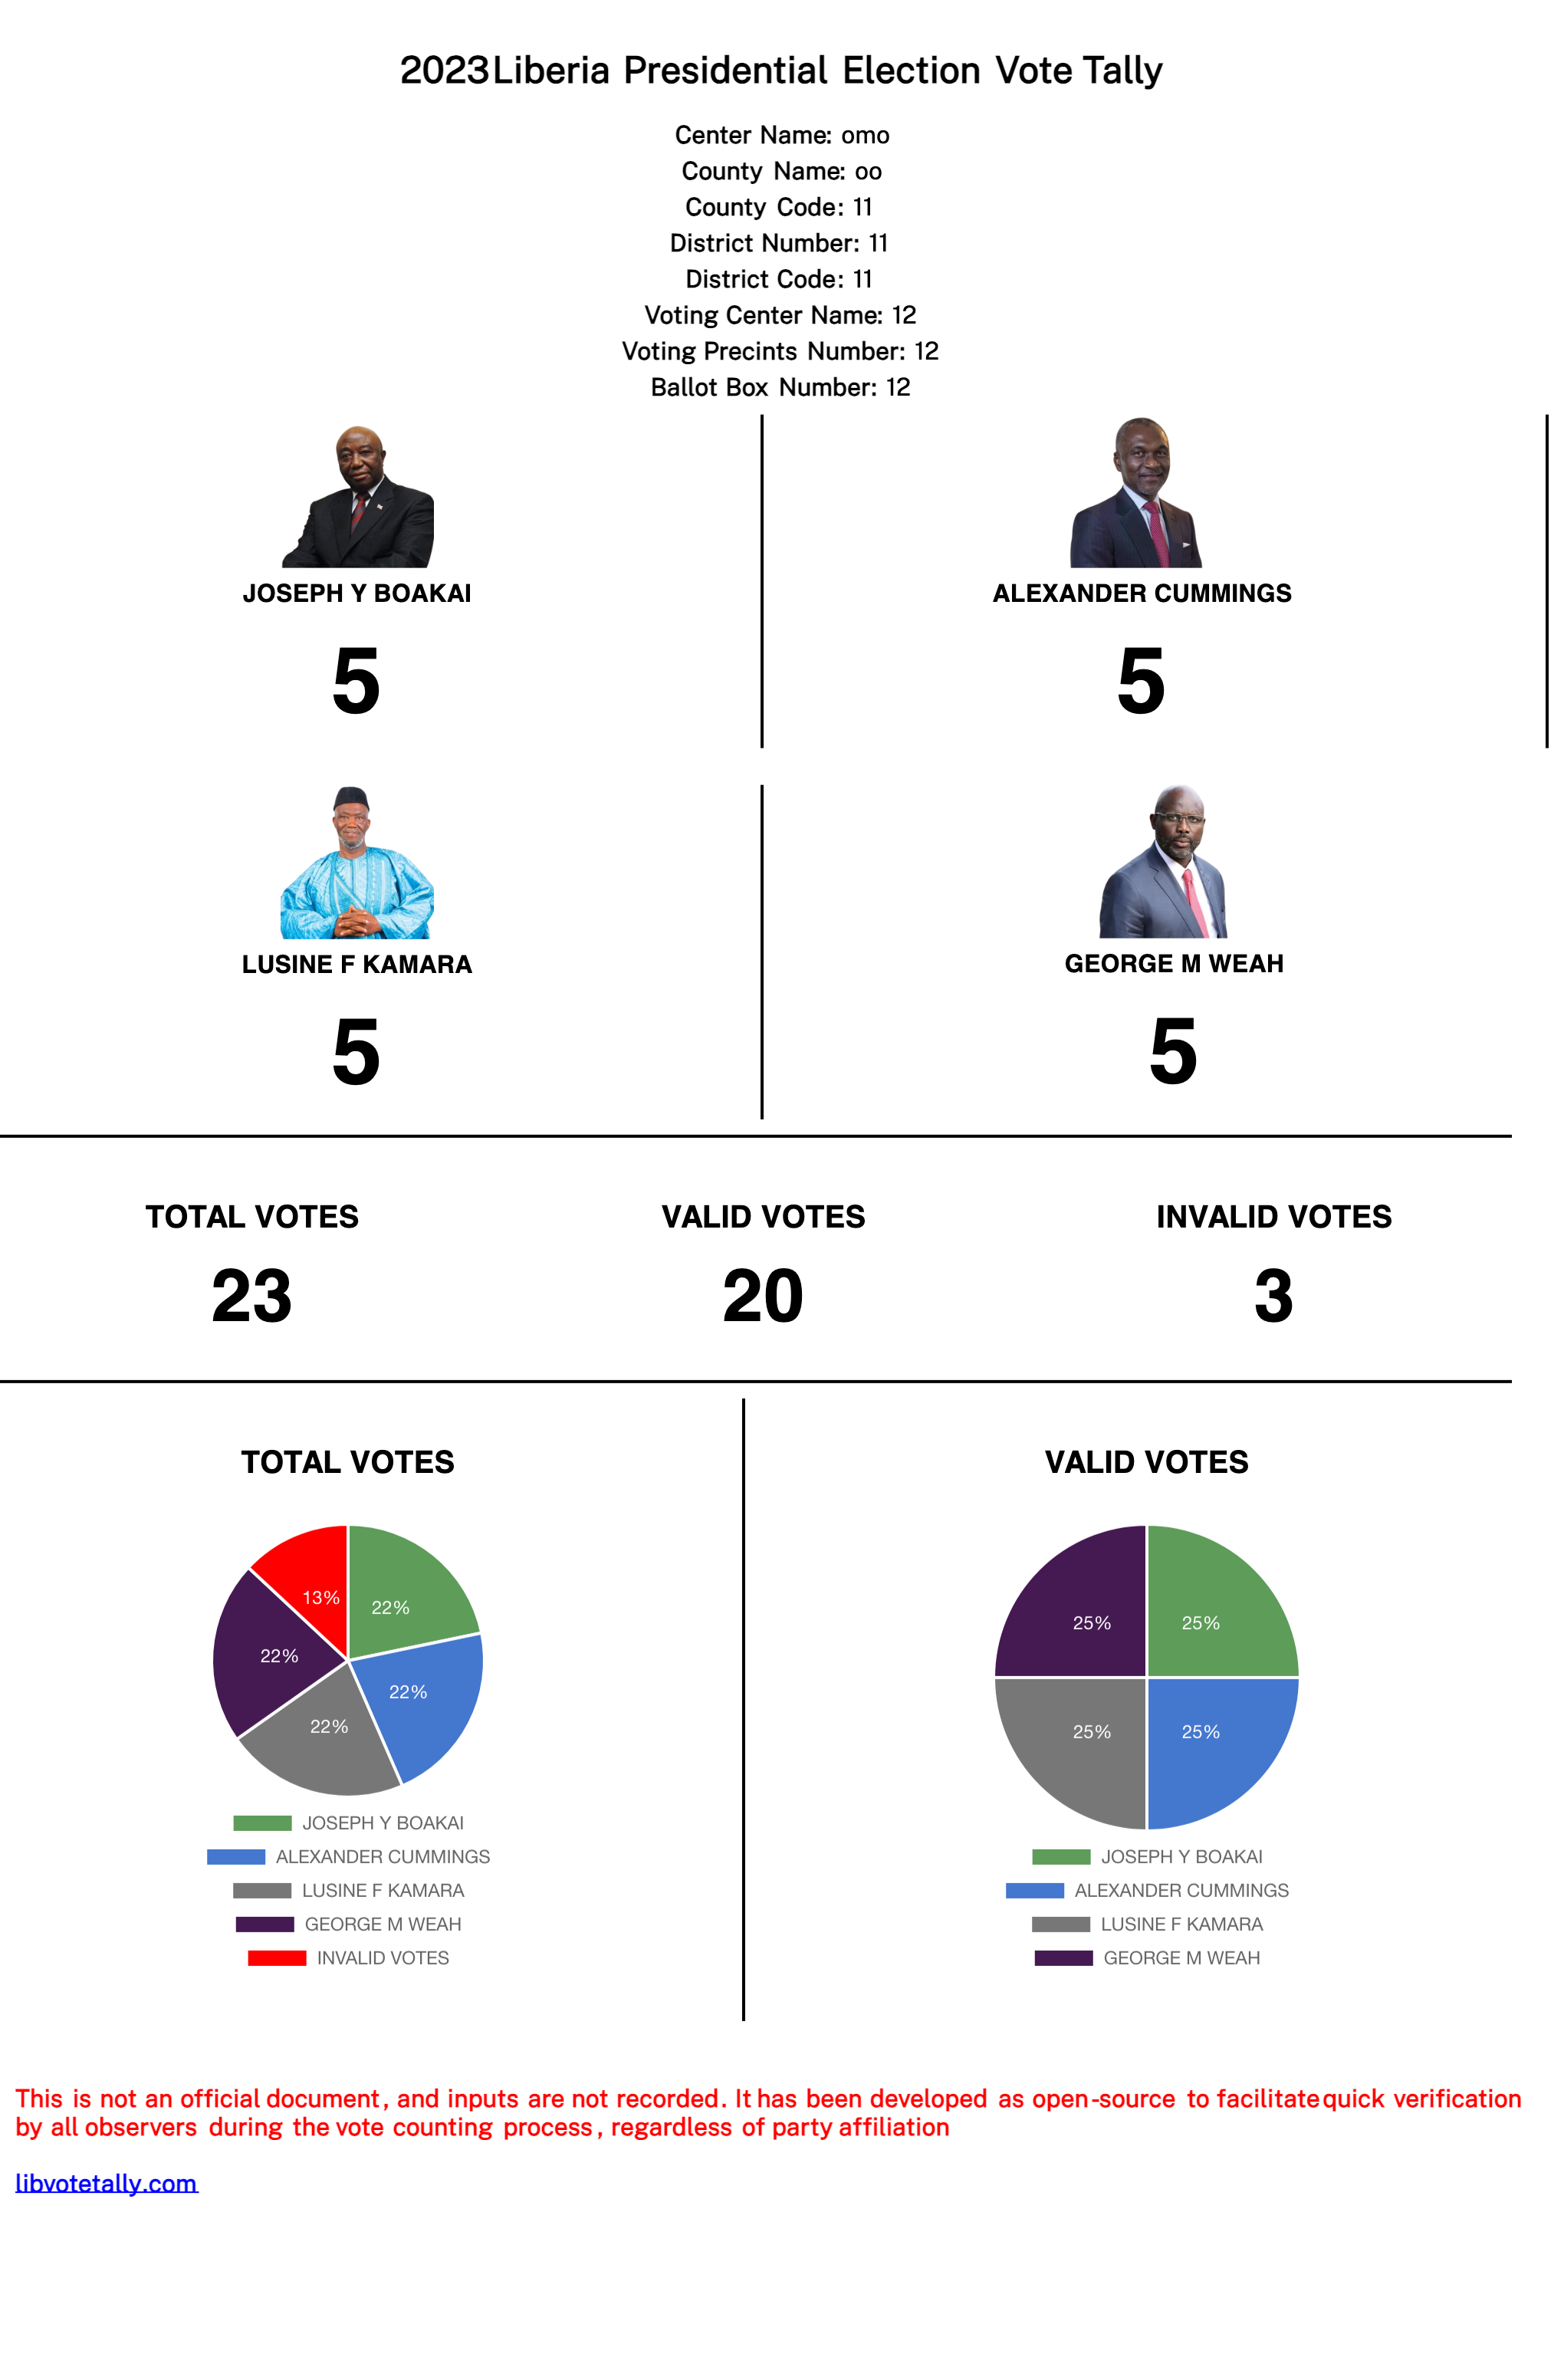 2023 Liberia Presidential Election Vote Tally
Center Name: omo
County Name: oo
County Code: 11
District Number: 11
District Code: 11
Voting Center Name: 12
Voting Precints Number: 12
Ballot Box Number: 12
JOSEPH Y BOAKAI
5
ALEXANDER CUMMINGS
5
LUSINE F KAMARA
5
GEORGE M WEAH
5
TOTAL VOTES
23
VALID VOTES
20
INVALID VOTES
3
TOTAL VOTES
13%
22%
22%
22%
22%
JOSEPH Y BOAKAI
ALEXANDER CUMMINGS
LUSINE F KAMARA
GEORGE M WEAH
INVALID VOTES
VALID VOTES
25%
25%
25%
25%
JOSEPH Y BOAKAI
ALEXANDER CUMMINGS
LUSINE F KAMARA
GEORGE M WEAH
This is not an official document, and inputs are not recorded. It has been developed as open-source to facilitate quick verification
by all observers during the vote counting process, regardless of party affiliation
libvotetally.com